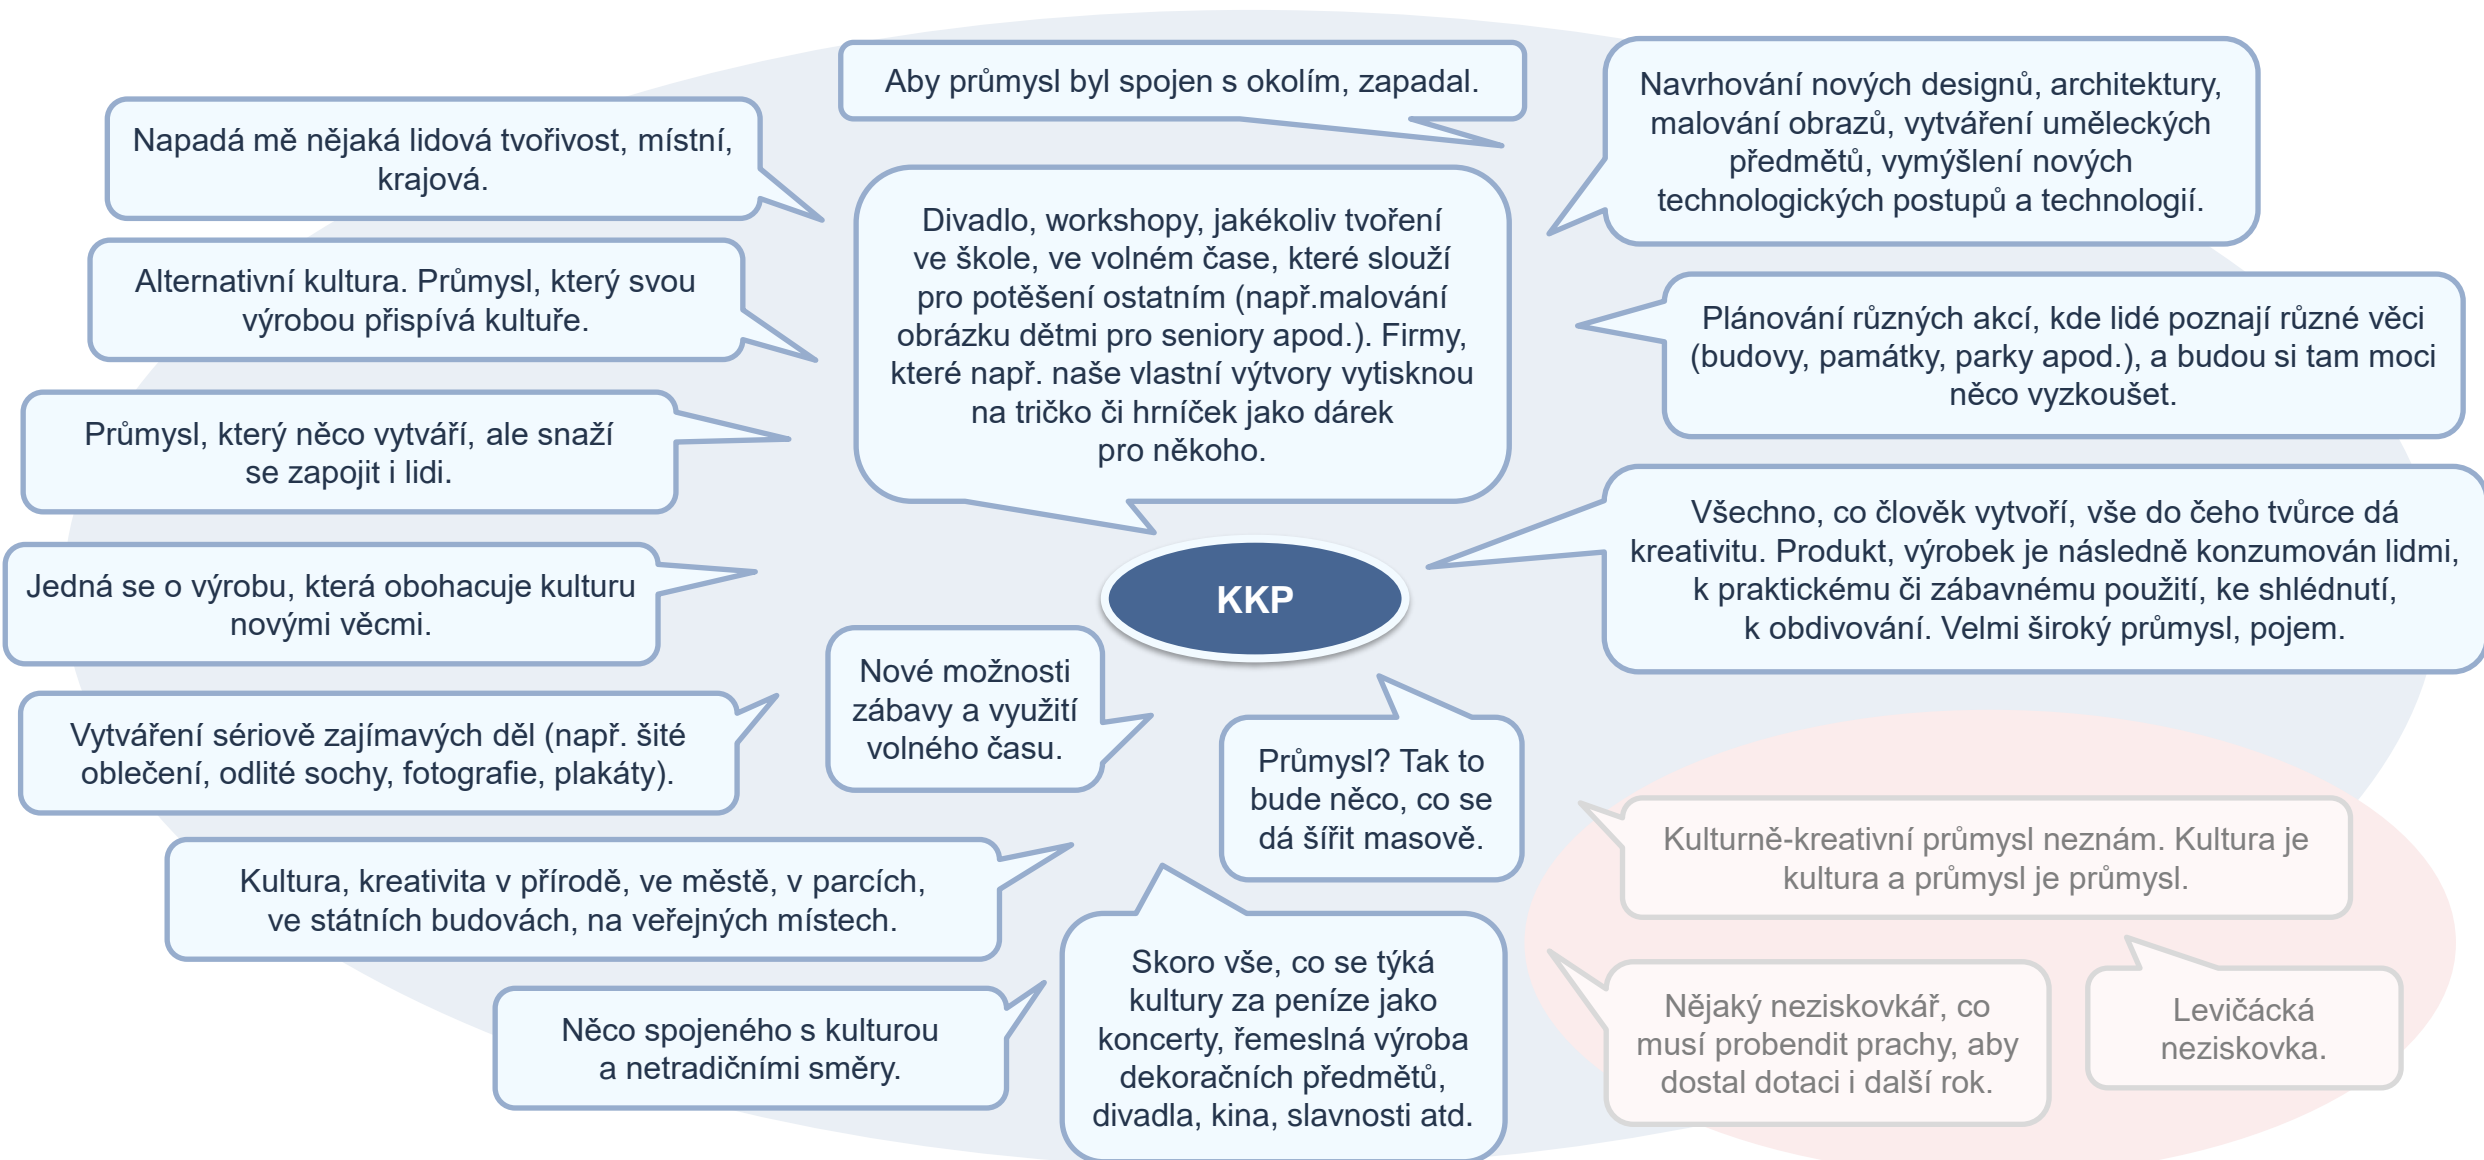 Aby průmysl byl spojen s okolím, zapadal.
Napadá mě nějaká lidová tvořivost, místní,
krajová.
Navrhování nových designů, architektury,
malování obrazů, vytváření uměleckých
předmětů, vymýšlení nových
technologických postupů a technologií.
Alternativní kultura. Průmysl, který svou
výrobou přispívá kultuře.
Divadlo, workshopy, jakékoliv tvoření
ve škole, ve volném čase, které slouží
pro potěšení ostatním (např.malování
obrázku dětmi pro seniory apod.). Firmy,
které např. naše vlastní výtvory vytisknou
na tričko či hrníček jako dárek
pro někoho.
Plánování různých akcí, kde lidé poznají různé věci
(budovy, památky, parky apod.), a budou si tam moci
něco vyzkoušet.
Průmysl, který něco vytváří, ale snaží
se zapojit i lidi.
Všechno, co člověk vytvoří, vše do čeho tvůrce dá
kreativitu. Produkt, výrobek je následně konzumován lidmi,
k praktickému či zábavnému použití, ke shlédnutí,
k obdivování. Velmi široký průmysl, pojem.
Jedná se o výrobu, která obohacuje kulturu
novými věcmi.
KKP
Nové možnosti
zábavy a využití
volného času.
Vytváření sériově zajímavých děl (např. šité
oblečení, odlité sochy, fotografie, plakáty).
Průmysl? Tak to
bude něco, co se
dá šířit masově.
Kulturně-kreativní průmysl neznám. Kultura je
kultura a průmysl je průmysl.
Kultura, kreativita v přírodě, ve městě, v parcích,
ve státních budovách, na veřejných místech.
Skoro vše, co se týká
kultury za peníze jako
koncerty, řemeslná výroba
dekoračních předmětů,
divadla, kina, slavnosti atd.
Nějaký neziskovkář, co
musí probendit prachy, aby
dostal dotaci i další rok.
Levičácká
neziskovka.
Něco spojeného s kulturou
a netradičními směry.